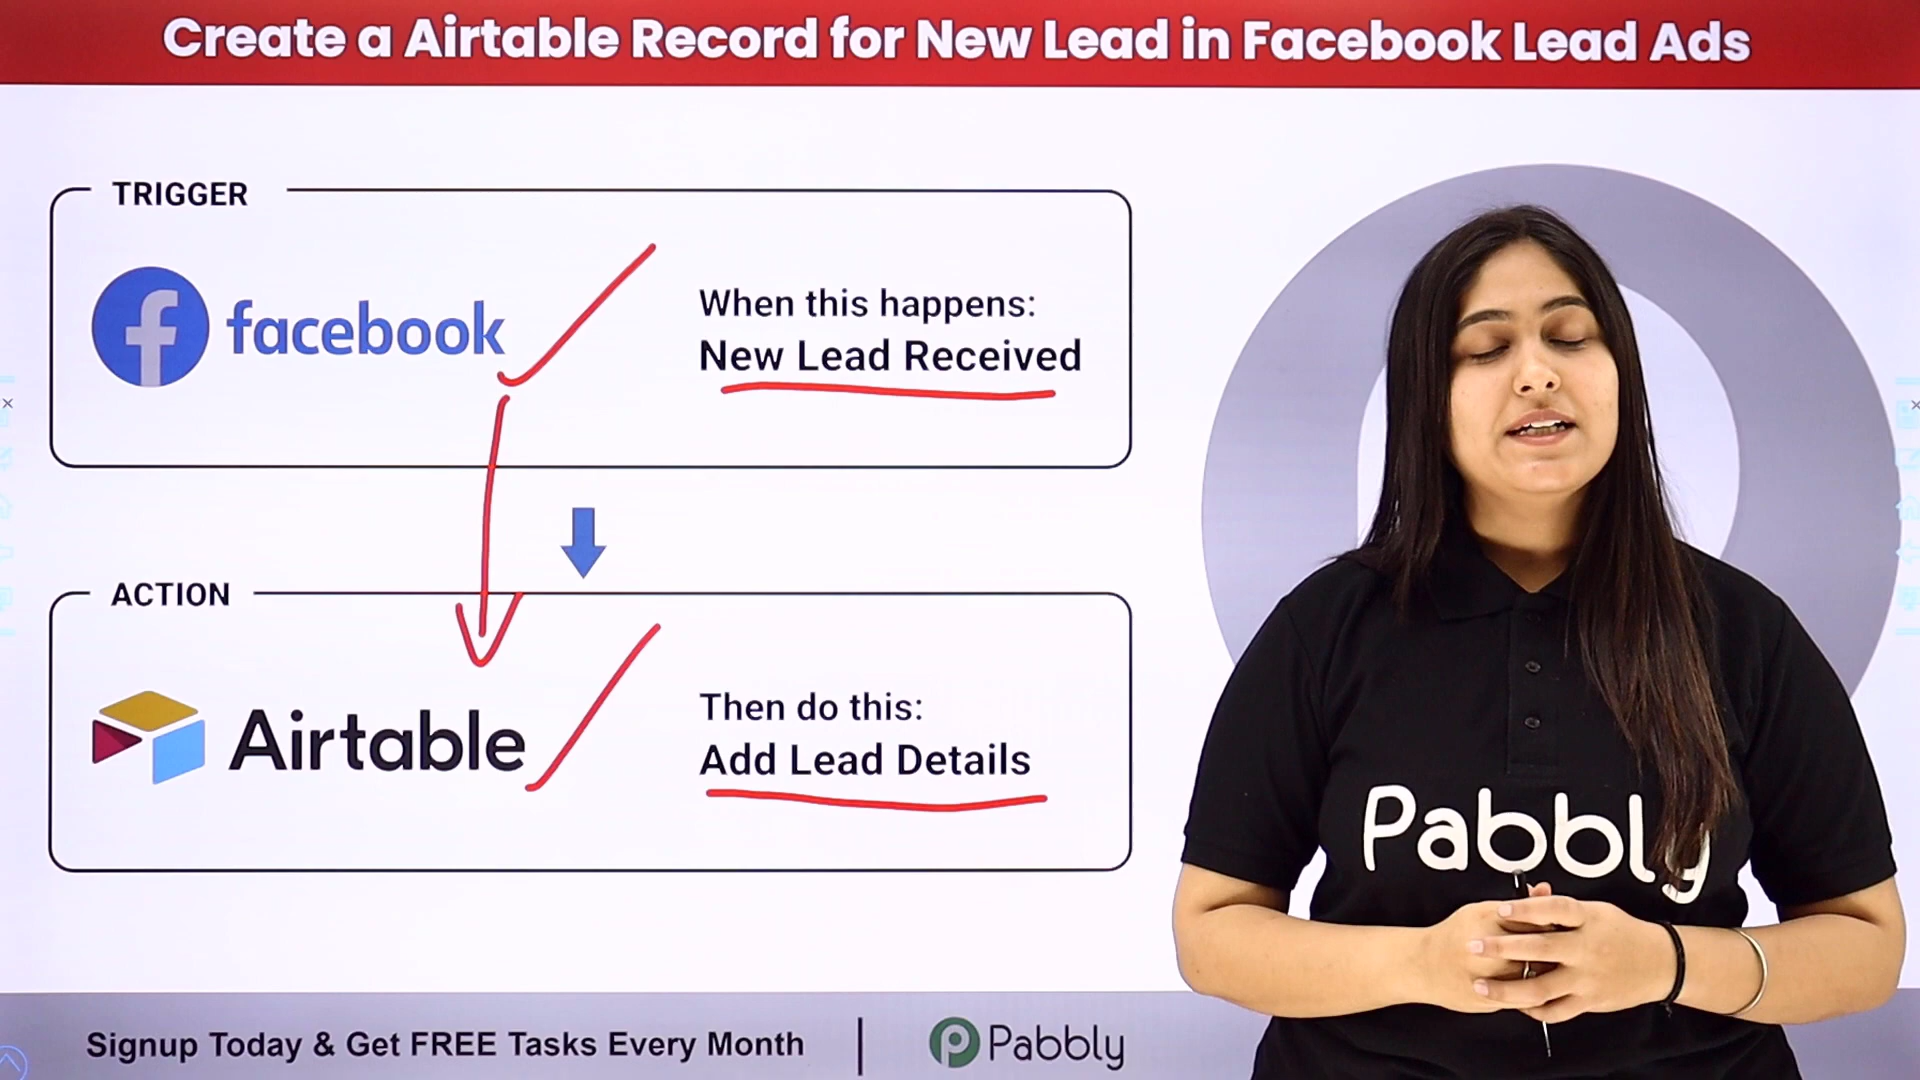 Create a Airtable Record for New Lead in Facebook Lead Ads
TRIGGER
facebook
When this happens:
New Lead Received
ACTION
Airtable
Then do this:
Add Lead Details
Pabbly
Signup Today & Get FREE Tasks Every Month
Pabbly